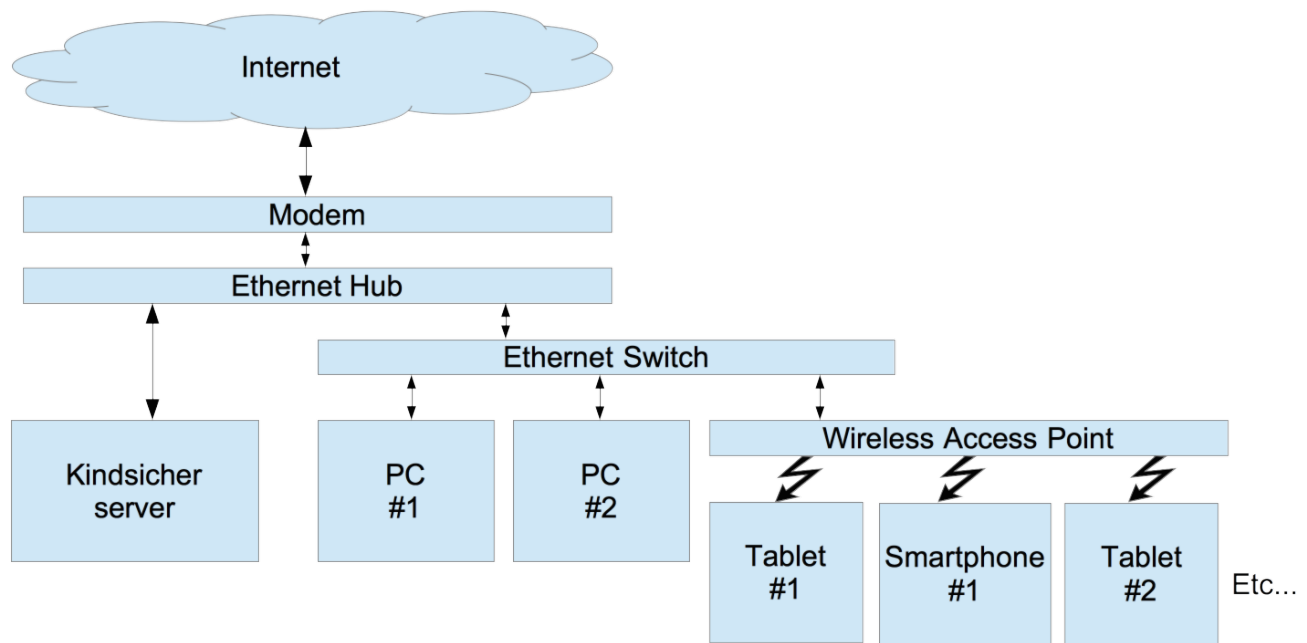 Internet
Modem
Ethernet Hub
Ethernet Switch
Wireless Access Point
Kindsicher
server
PC
#1
PC
#2
Tablet
#1
Smartphone
#1
Tablet
#2
Etc...